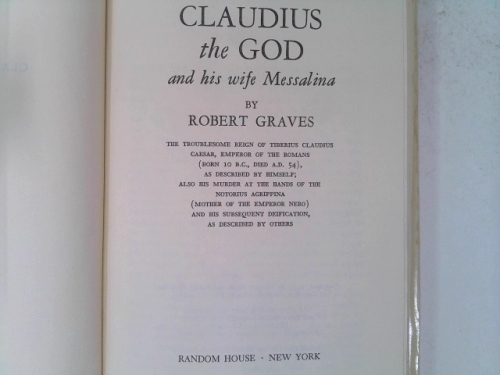 CLAUDIUS
the GOD
and his wife Messalina
BY
ROBERT GRAVES
THE TROUBLESOME REIGN OF TIBERIUS CLAUDIUS
CAESAR, EMPEROR OF THE ROMANS
(BORN 10 B.C., DIED A.D. 54),
AS DESCRIBED BY HIMSELF;
ALSO HIS MURDER AT THE HANDS OF THE
NOTORIUS AGRIPPINA
(MOTHER OF THE EMPEROR NERO)
AND HIS SUBSEQUENT DEIFICATION,
AS DESCRIBED BY OTHERS
RANDOM HOUSE · NEW YORK